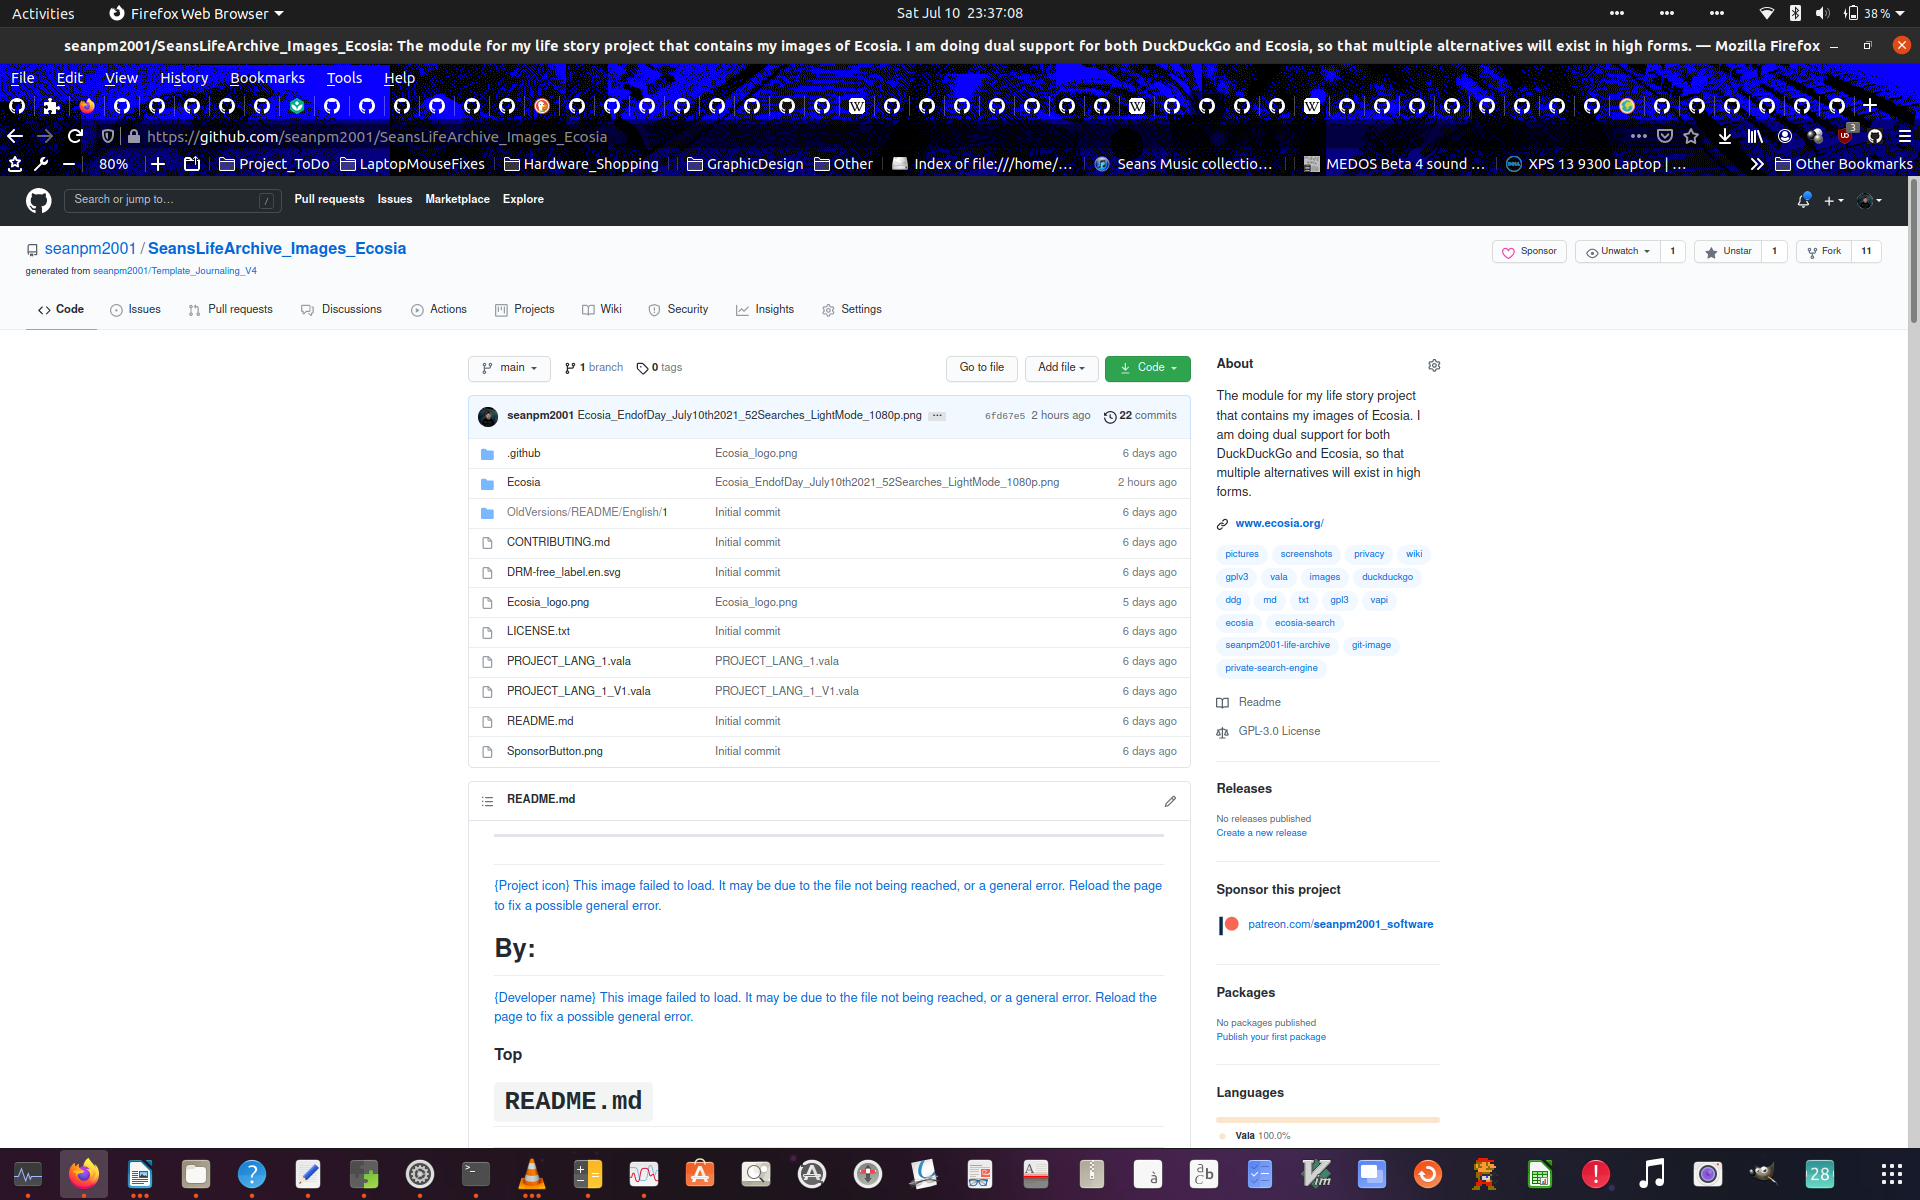 Activities
Firefox Web Browser
Sat Jul 10 23:37:08
38 %
seanpm2001/SeansLifeArchive_Images_Ecosia: The module for my life story project that contains my images of Ecosia. I am doing dual support for both DuckDuckGo and Ecosia, so that multiple alternatives will exist in high forms. — Mozilla Firefox
File Edit View History Bookmarks Tools Help
https://github.com/seanpm2001/SeansLifeArchive_Images_Ecosia
3
80%
Project_ToDo
LaptopMouseFixes
Hardware_Shopping
GraphicDesign
Other
Index of file:///home/…
Seans Music collectio…
MEDOS Beta 4 sound …
XPS 13 9300 Laptop | …
Other Bookmarks
Search or jump to…
/
Pull requests Issues Marketplace Explore
seanpm2001 / SeansLifeArchive_Images_Ecosia
generated from seanpm2001/Template_Journaling_V4
Sponsor
Unwatch 1
Unstar 1
Fork 11
Code
Issues
Pull requests
Discussions
Actions
Projects
Wiki
Security
Insights
Settings
main
1 branch
0 tags
Go to file
Add file
Code
seanpm2001 Ecosia_EndofDay_July10th2021_52Searches_LightMode_1080p.png … 6fd67e5 2 hours ago 22 commits
.github Ecosia_logo.png 6 days ago
Ecosia Ecosia_EndofDay_July10th2021_52Searches_LightMode_1080p.png 2 hours ago
OldVersions/README/English/1 Initial commit 6 days ago
CONTRIBUTING.md Initial commit 6 days ago
DRM-free_label.en.svg Initial commit 6 days ago
Ecosia_logo.png Ecosia_logo.png 5 days ago
LICENSE.txt Initial commit 6 days ago
PROJECT_LANG_1.vala PROJECT_LANG_1.vala 6 days ago
PROJECT_LANG_1_V1.vala PROJECT_LANG_1_V1.vala 6 days ago
README.md Initial commit 6 days ago
SponsorButton.png Initial commit 6 days ago
README.md
{Project icon} This image failed to load. It may be due to the file not being reached, or a general error. Reload the page
to fix a possible general error.
By:
{Developer name} This image failed to load. It may be due to the file not being reached, or a general error. Reload the
page to fix a possible general error.
Top
README.md
About
The module for my life story project
that contains my images of Ecosia. I
am doing dual support for both
DuckDuckGo and Ecosia, so that
multiple alternatives will exist in high
forms.
www.ecosia.org/
pictures screenshots privacy wiki
gplv3 vala images duckduckgo
ddg md txt gpl3 vapi
ecosia ecosia-search
seanpm2001-life-archive git-image
private-search-engine
Readme
GPL-3.0 License
Releases
No releases published
Create a new release
Sponsor this project
patreon.com/seanpm2001_software
Packages
No packages published
Publish your first package
Languages
Vala 100.0%
28